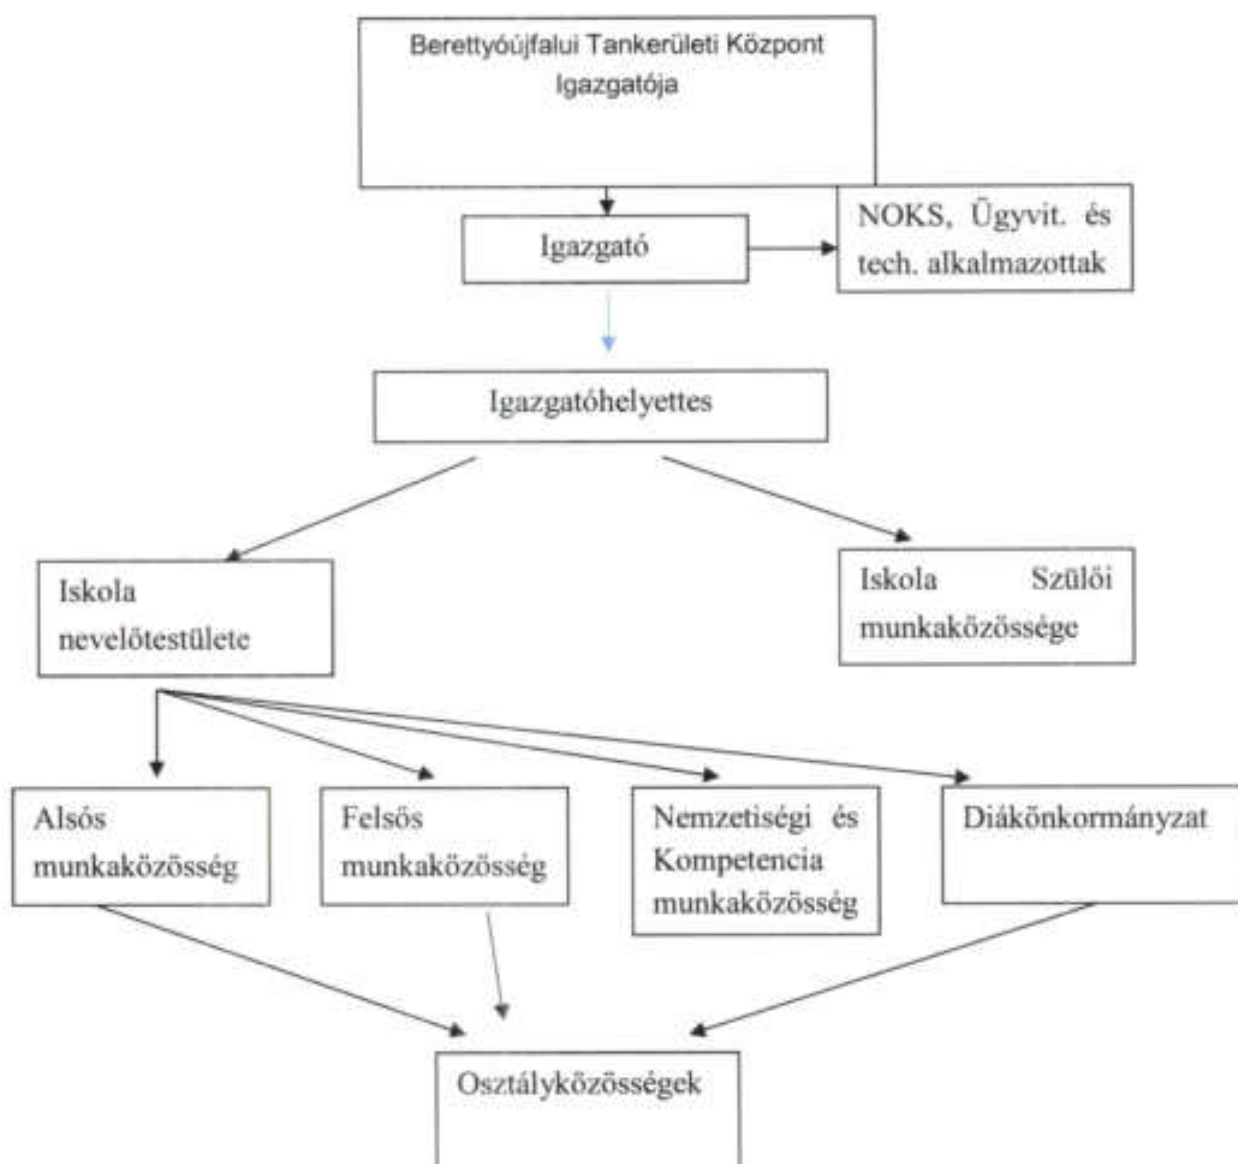 Berettyóújfalui Tankerületi Központ
Igazgatója
NOKS, Ügyvit. és
tech. alkalmazottak
Igazgató
Igazgatóhelyettes
Iskola
nevelőtestülete
Iskola Szülői
munkaközössége
Alsós
munkaközösség
Felsős
munkaközösség
Nemzetiségi és
Kompetencia
munkaközösség
Diákönkormányzat
Osztályközösségek